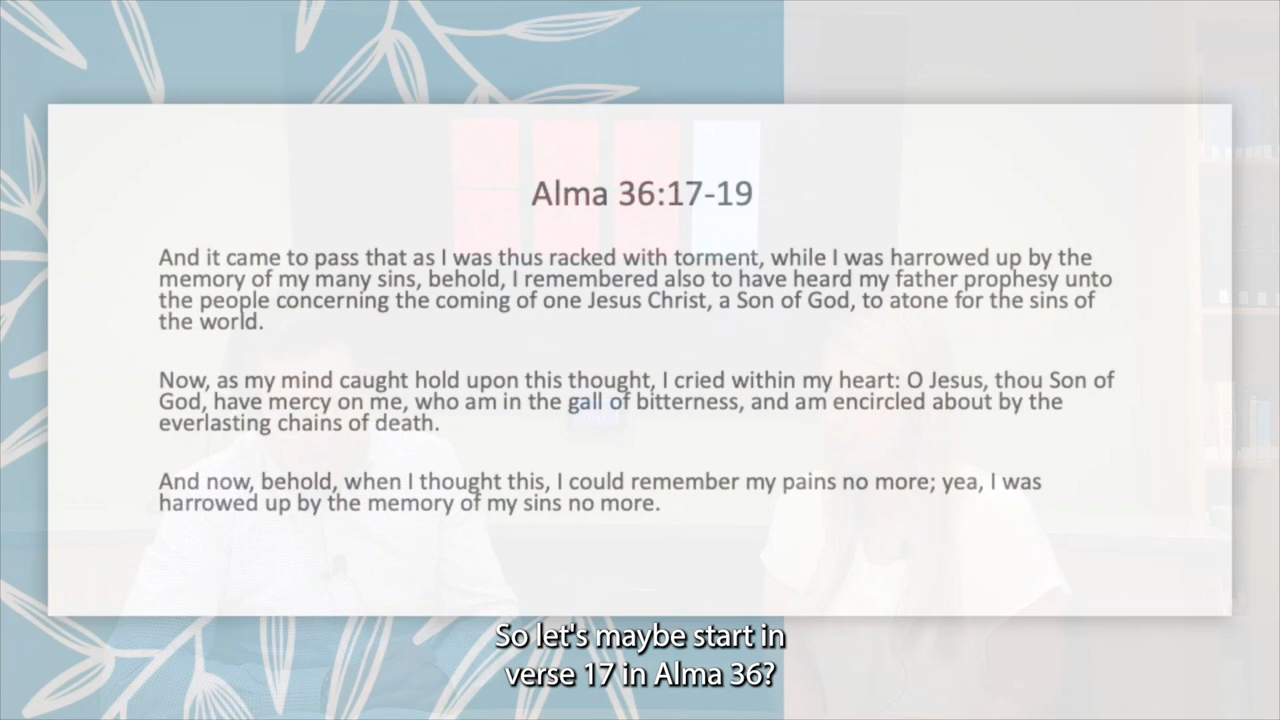 Alma 36:17-19
And it came to pass that as I was thus racked with torment, while I was harrowed up by the
memory of my many sins, behold, I remembered also to have heard my father prophesy unto
the people concerning the coming of one Jesus Christ, a Son of God, to atone for the sins of
the world.
Now, as my mind caught hold upon this thought, I cried within my heart: O Jesus, thou Son of
God, have mercy on me, who am in the gall of bitterness, and am encircled about by the
everlasting chains of death.
And now, behold, when I thought this, I could remember my pains no more; yea, I was
harrowed up by the memory of my sins no more.
So let's maybe start in
verse 17 in Alma 36?